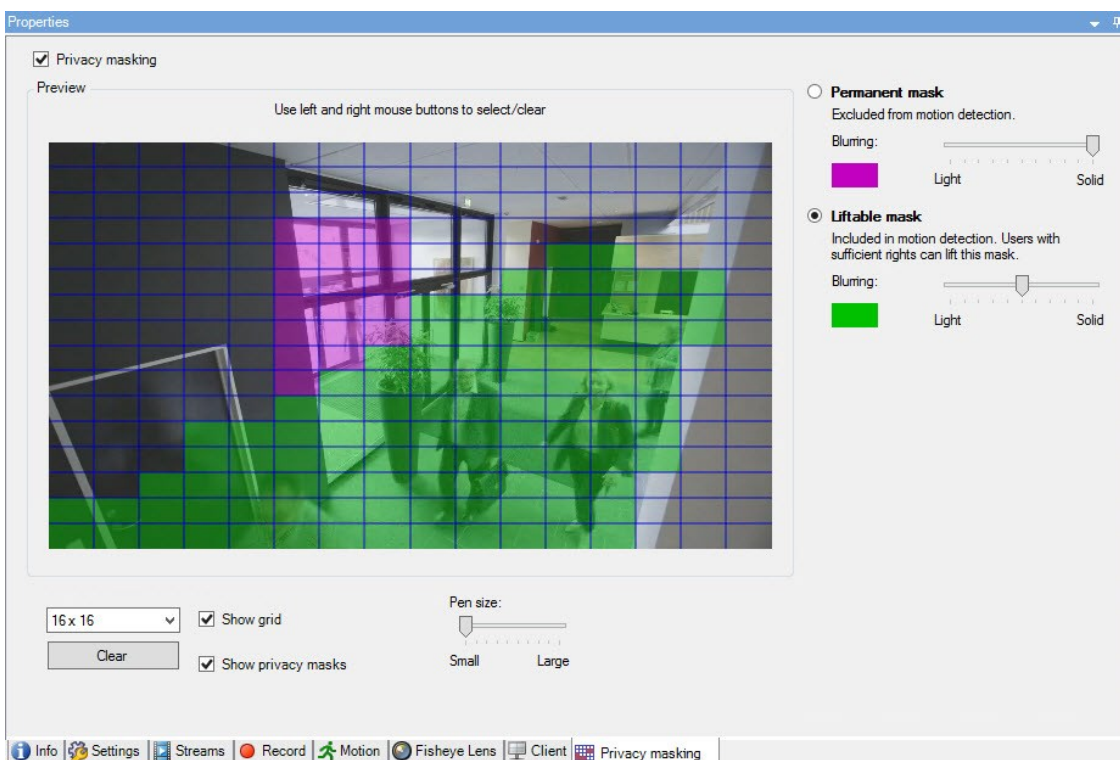 Properties
Privacy masking
Preview
Use left and right mouse buttons to select/clear
Permanent mask
Excluded from motion detection.
Blurring:
Light Solid
Liftable mask
Included in motion detection. Users with
sufficient rights can lift this mask.
Blurring:
Light Solid
16 x 16
Show grid
Pen size:
Clear
Show privacy masks
Small Large
Info Settings Streams Record Motion Fisheye Lens Client Privacy masking